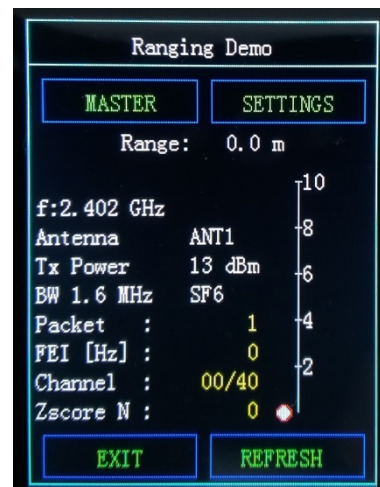 Ranging Demo
MASTER SETTINGS
Range: 0.0 m
10
f:2.402 GHz
8
Antenna ANT1
Tx Power 13 dBm
6
BW 1.6 MHz SF6
Packet : 1
4
FEI [Hz] : 0
2
Channel : 00/40
Zscore N : 0
EXIT REFRESH